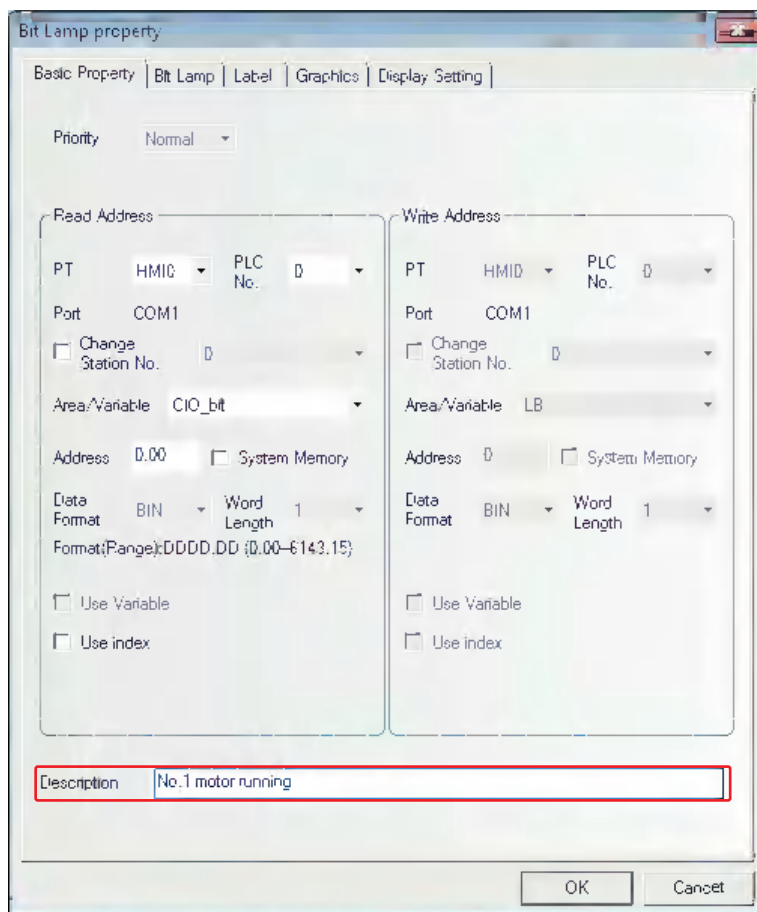 Bit Lamp property
Basic Property Bit Lamp Label Graphics Display Setting
Priority Normal
Read Address
PT HMI0 PLC No. 0
Port COM1
Change Station No. 0
Area/Variable CIO_bit
Address 0.00 System Memory
Data Format BIN Word Length 1
Format(Range):DDDD.DD (0.00–6143.15)
Use Variable
Use index
Write Address
PT HMI0 PLC No. 0
Port COM1
Change Station No. 0
Area/Variable LB
Address 0 System Memory
Data Format BIN Word Length 1
Use Variable
Use index
Description No.1 motor running
OK Cancel